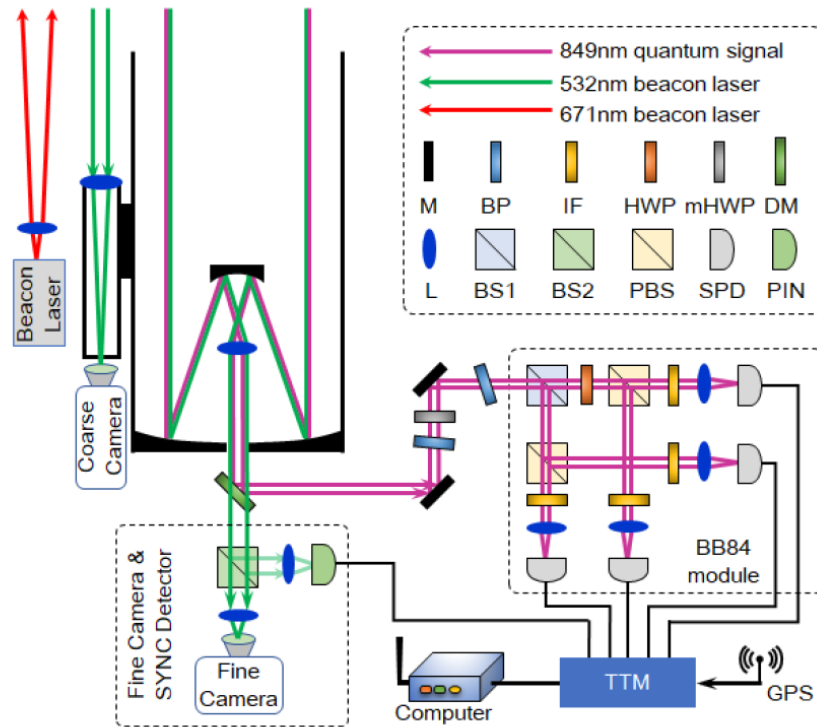 849nm quantum signal
532nm beacon laser
671nm beacon laser
M BP IF HWP mHWP DM
L BS1 BS2 PBS SPD PIN
Beacon
Laser
Coarse
Camera
BB84
module
Fine Camera &
SYNC Detector
Fine
Camera
Computer
TTM
GPS